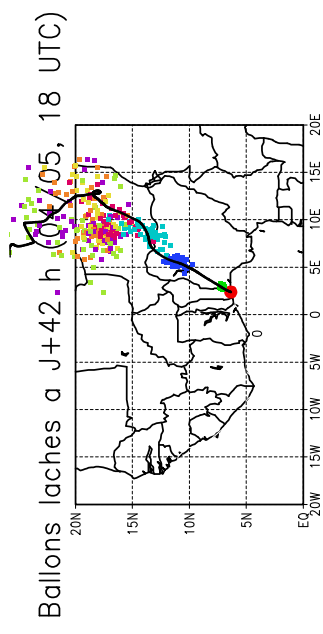 Ballons laches a J+42 h (04/05, 18 UTC)
20N
15N
10N
5N
EQ
20W
15W
10W
5W
0
5E
10E
15E
20E
0